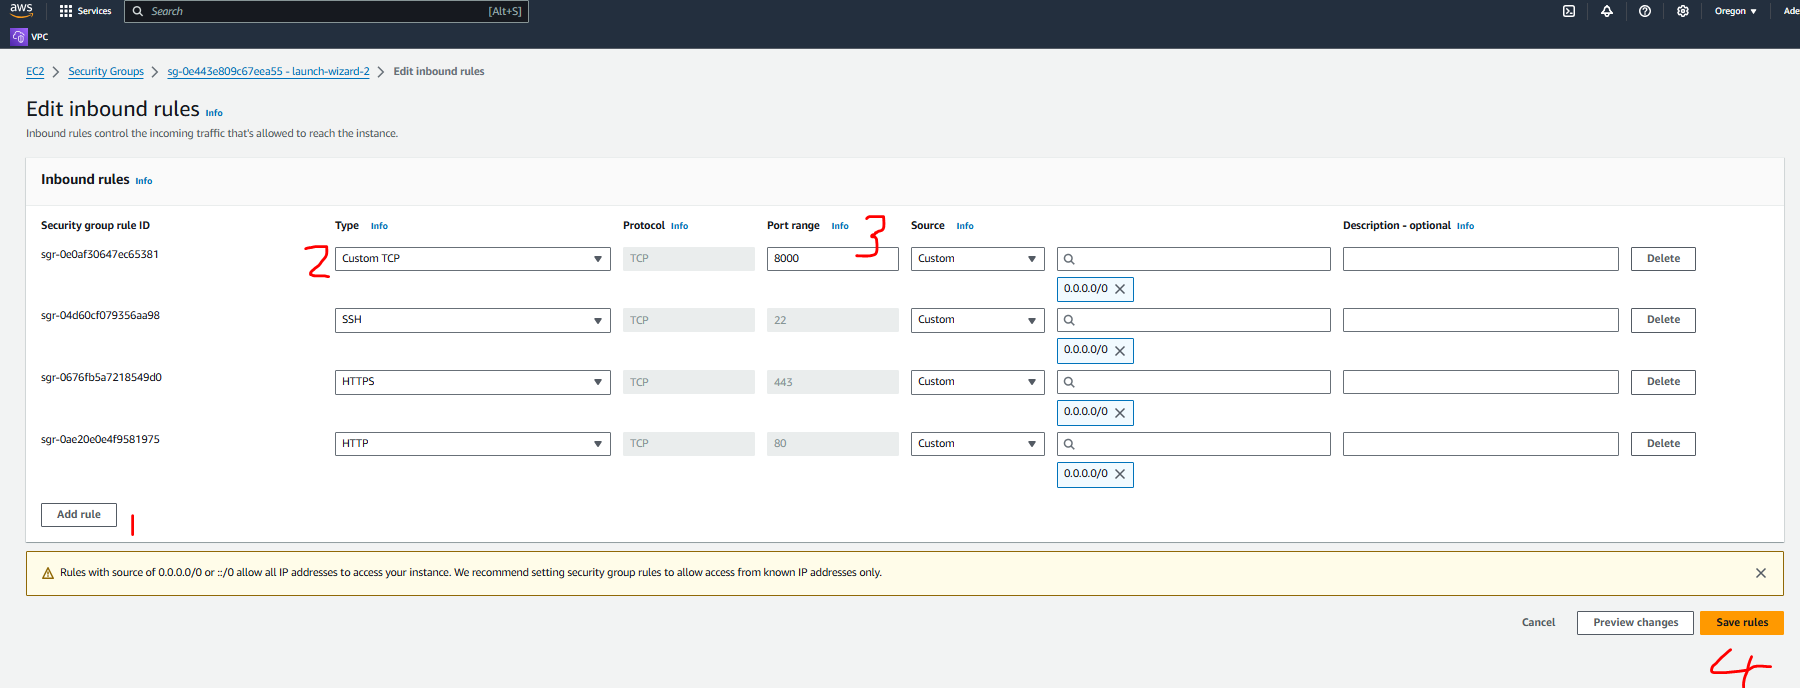 aws
Services
Search
[Alt+S]
Oregon
Ade
VPC
EC2 > Security Groups > sg-0e443e809c67eea55 - launch-wizard-2 > Edit inbound rules
Edit inbound rules Info
Inbound rules control the incoming traffic that's allowed to reach the instance.
Inbound rules Info
Security group rule ID Type Info Protocol Info Port range Info 3 Source Info Description - optional Info
sgr-0e0af30647ec65381 2 Custom TCP TCP 8000 Custom Delete
0.0.0.0/0
sgr-04d60cf079356aa98 SSH TCP 22 Custom Delete
0.0.0.0/0
sgr-0676fb5a7218549d0 HTTPS TCP 443 Custom Delete
0.0.0.0/0
sgr-0ae20e0e4f9581975 HTTP TCP 80 Custom Delete
0.0.0.0/0
Add rule 1
Rules with source of 0.0.0.0/0 or ::/0 allow all IP addresses to access your instance. We recommend setting security group rules to allow access from known IP addresses only.
Cancel Preview changes Save rules
4